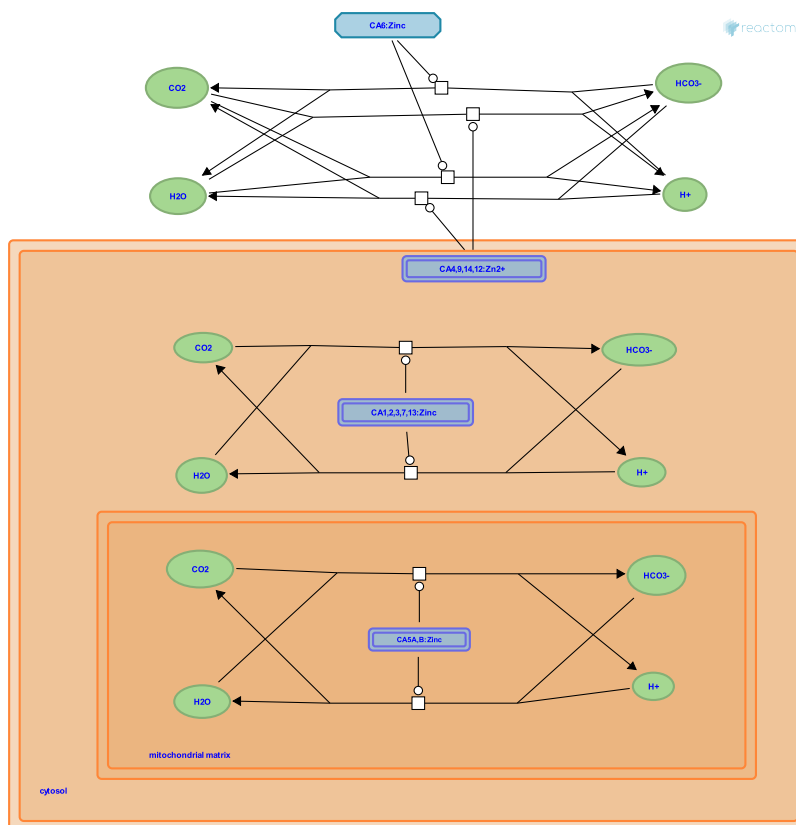 CA6:Zinc
reactom
CO2
HCO3-
H2O
H+
CA4,9,14,12:Zn2+
CO2
HCO3-
CA1,2,3,7,13:Zinc
H2O
H+
CO2
HCO3-
CA5A,B:Zinc
H2O
H+
mitochondrial matrix
cytosol